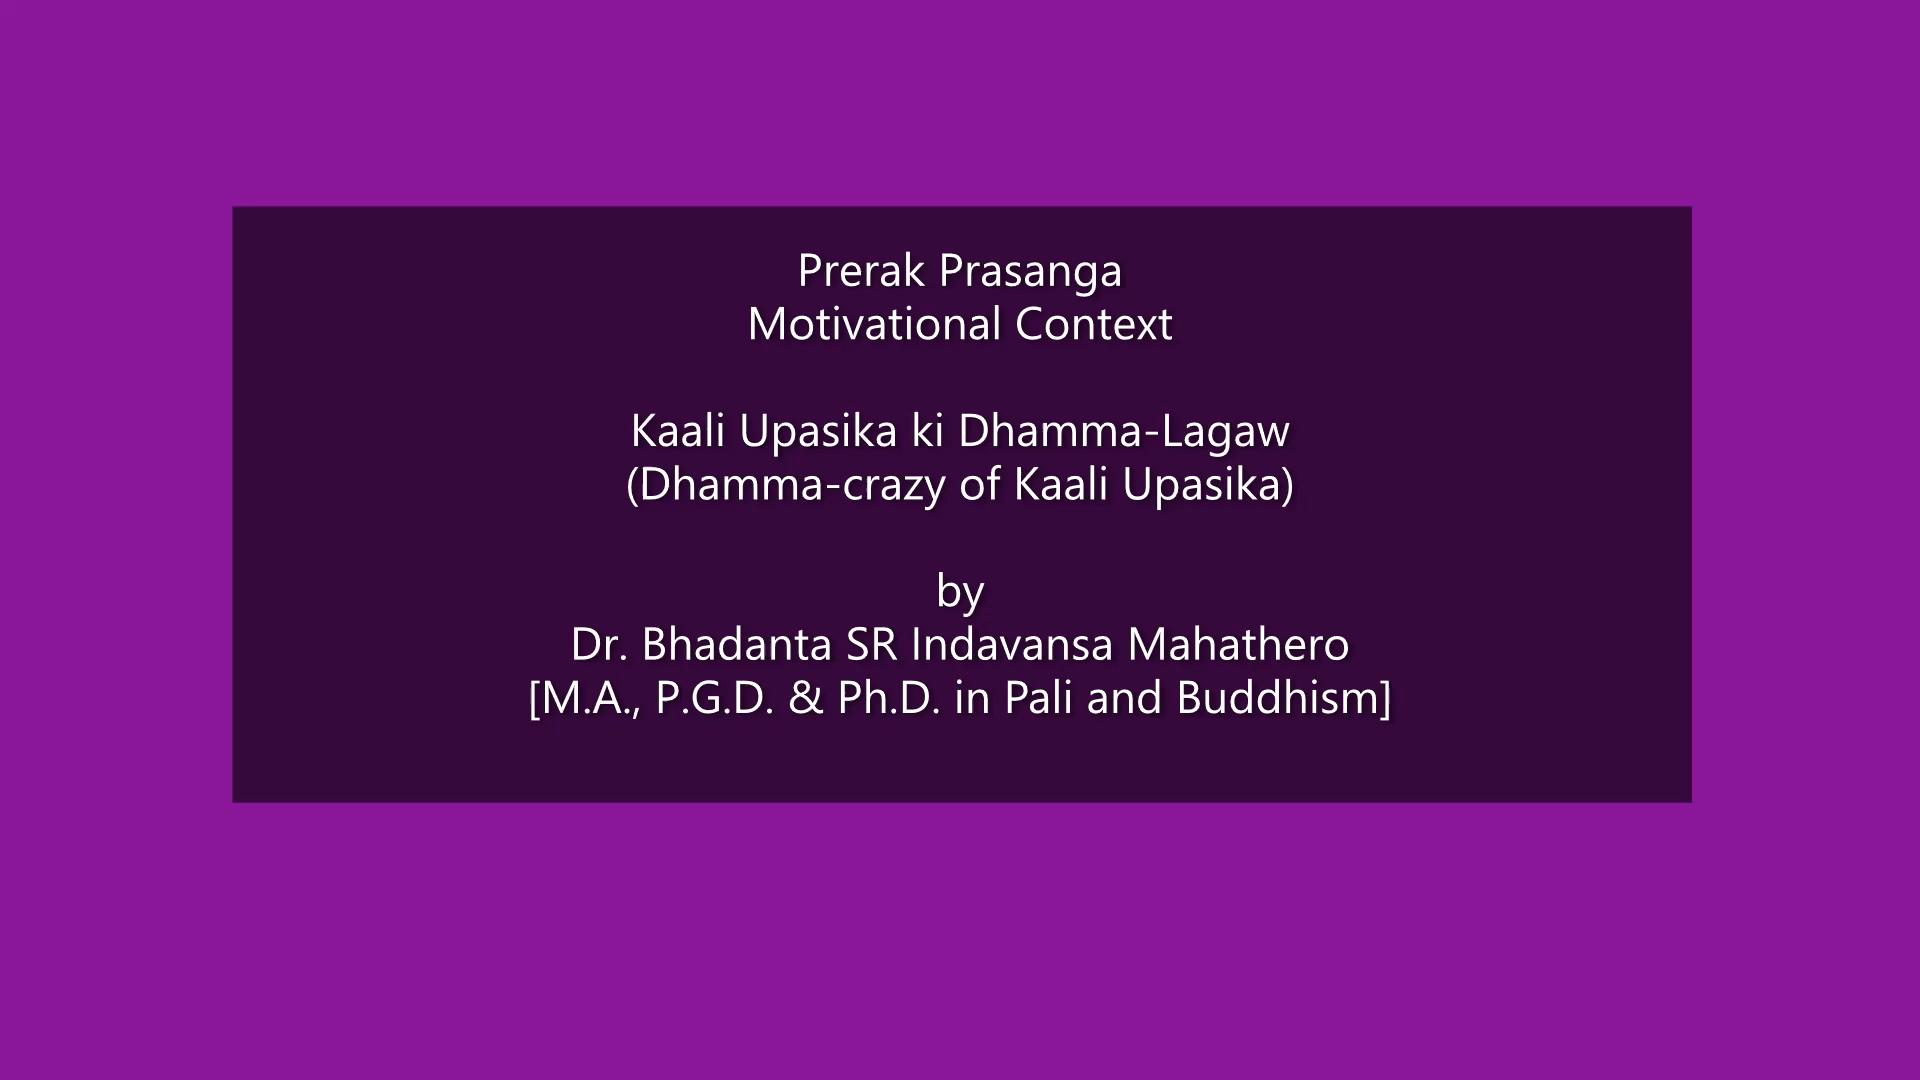 Prerak Prasanga
Motivational Context
Kaali Upasika ki Dhamma-Lagaw
(Dhamma-crazy of Kaali Upasika)
by
Dr. Bhadanta SR Indavansa Mahathero
[M.A., P.G.D. & Ph.D. in Pali and Buddhism]